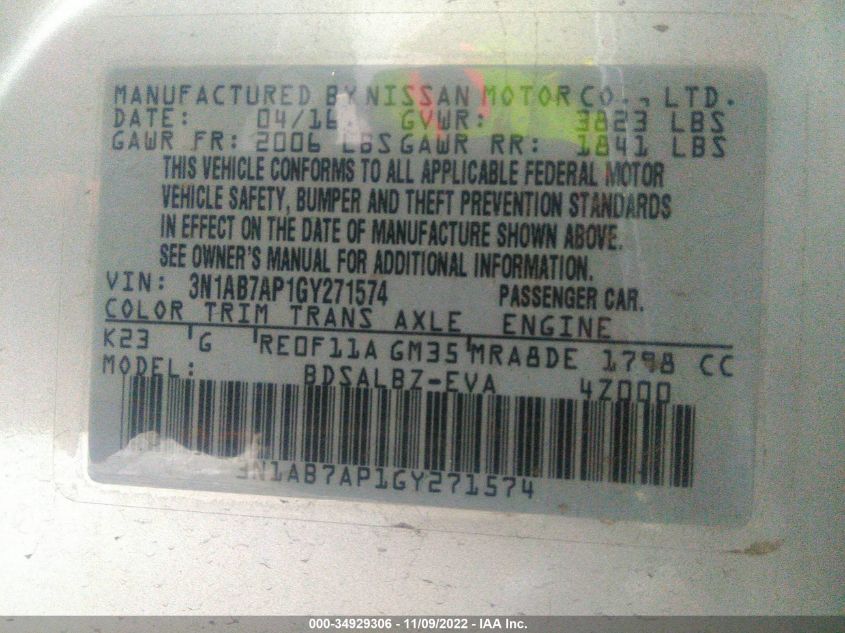 MANUFACTURED BY NISSAN MOTOR CO., LTD.
DATE: 04/16 GVWR: 3823 LBS
GAWR FR: 2006 LBS GAWR RR: 1841 LBS
THIS VEHICLE CONFORMS TO ALL APPLICABLE FEDERAL MOTOR
VEHICLE SAFETY, BUMPER AND THEFT PREVENTION STANDARDS
IN EFFECT ON THE DATE OF MANUFACTURE SHOWN ABOVE.
SEE OWNER'S MANUAL FOR ADDITIONAL INFORMATION.
VIN: 3N1AB7AP1GY271574 PASSENGER CAR.
COLOR TRIM TRANS AXLE ENGINE
K23 G RE0F11A GM35 MRA8DE 1798 CC
MODEL: BDSALBZ-EVA 4Z000
3N1AB7AP1GY271574
000-34929306 - 11/09/2022 - IAA Inc.